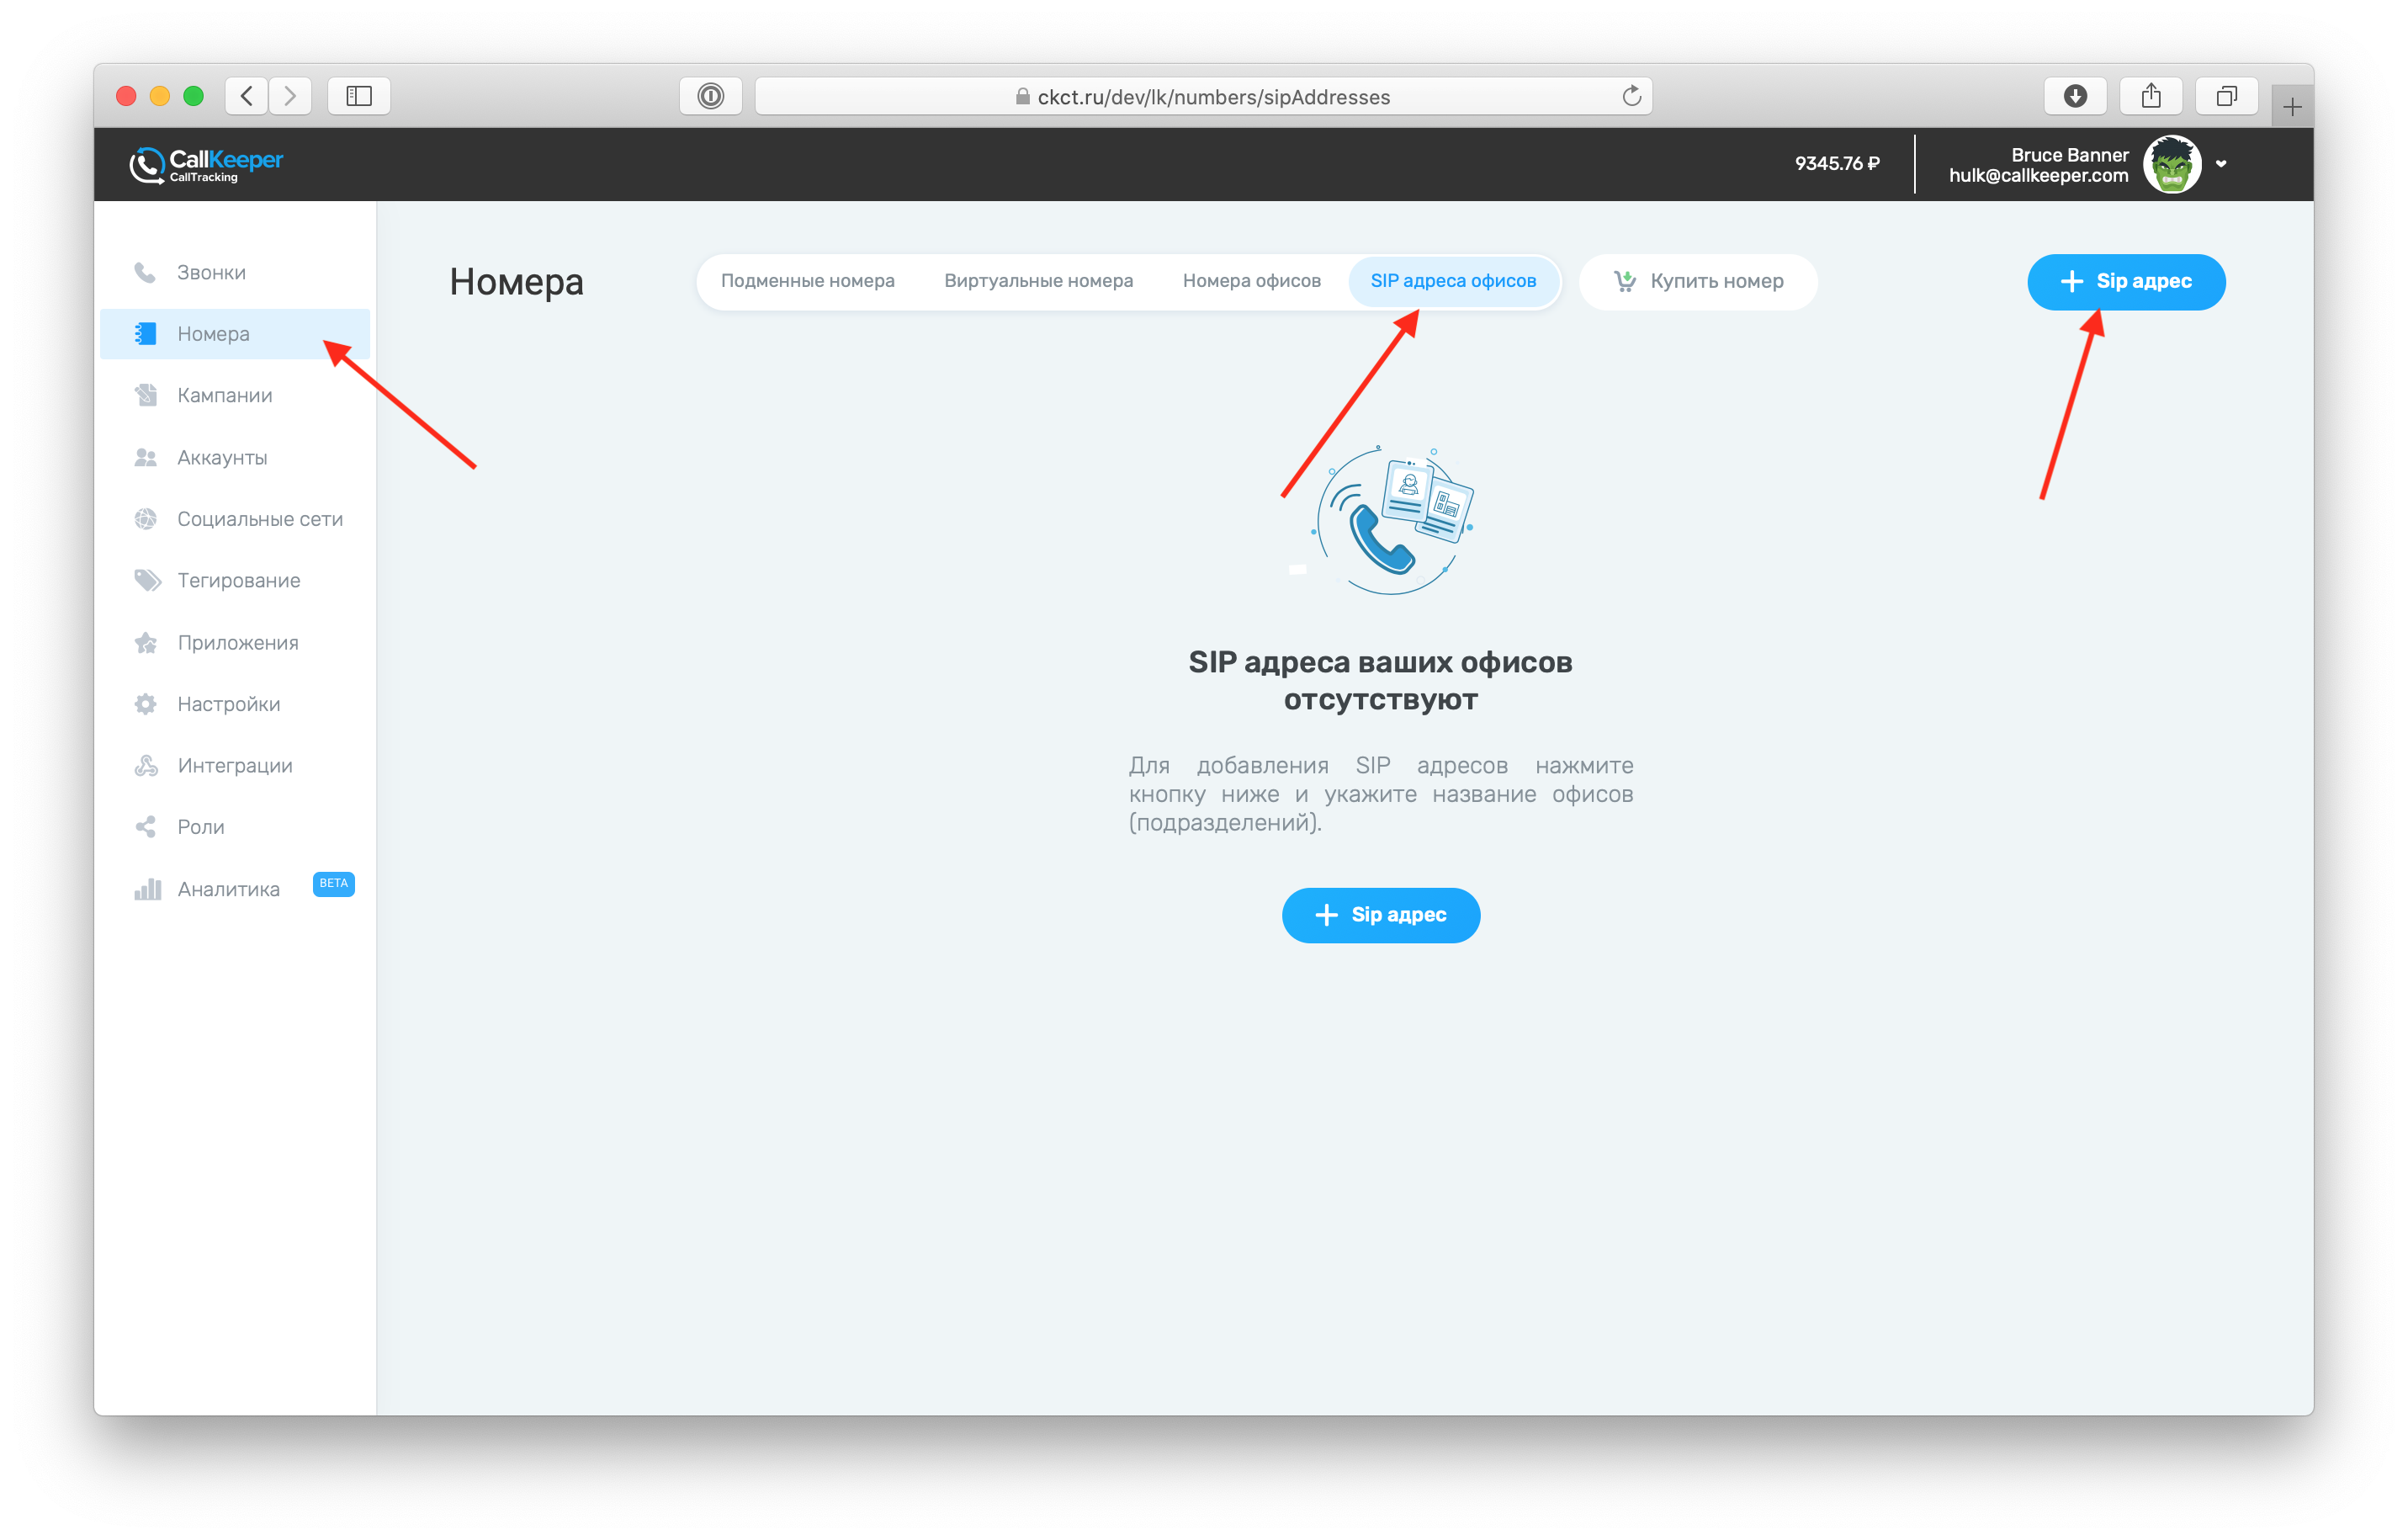 ckct.ru/dev/lk/numbers/sipAddresses
CallKeeper
CallTracking
9345.76 ₽
Bruce Banner
hulk@callkeeper.com
Звонки
Номера
Кампании
Аккаунты
Социальные сети
Тегирование
Приложения
Настройки
Интеграции
Роли
Аналитика BETA
Номера
Подменные номера Виртуальные номера Номера офисов SIP адреса офисов Купить номер Sip адрес
SIP адреса ваших офисов
отсутствуют
Для добавления SIP адресов нажмите
кнопку ниже и укажите название офисов
(подразделений).
Sip адрес